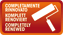 COMPLETAMENTE
RINNOVATO
KOMPLETT
RENOVIERT
COMPLETELY
RENEWED